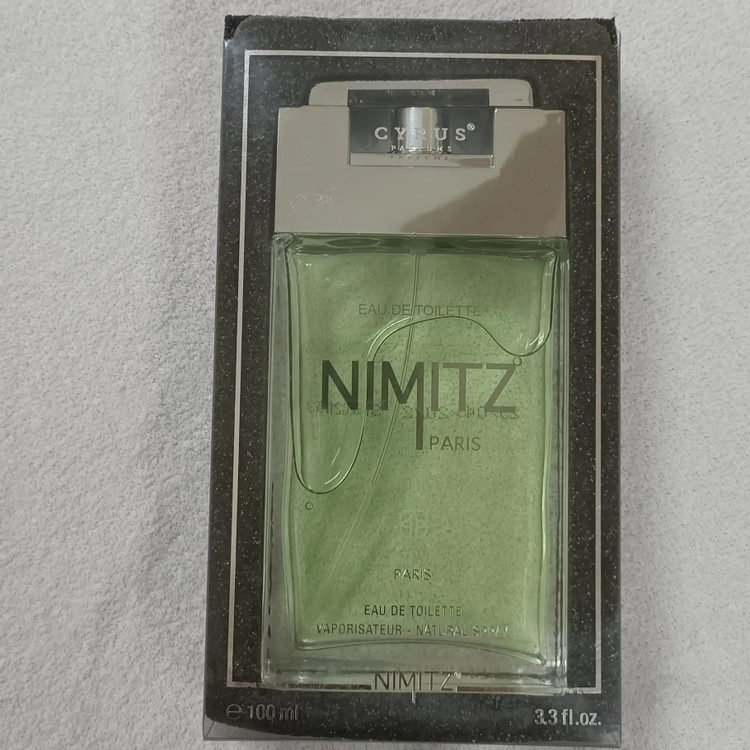 CYRUS®
PARFUMS
EAU DE TOILETTE
NIMITZ
PARIS
PARIS
EAU DE TOILETTE
VAPORISATEUR - NATURAL SPRAY
NIMITZ
e 100 ml 3.3 fl.oz.